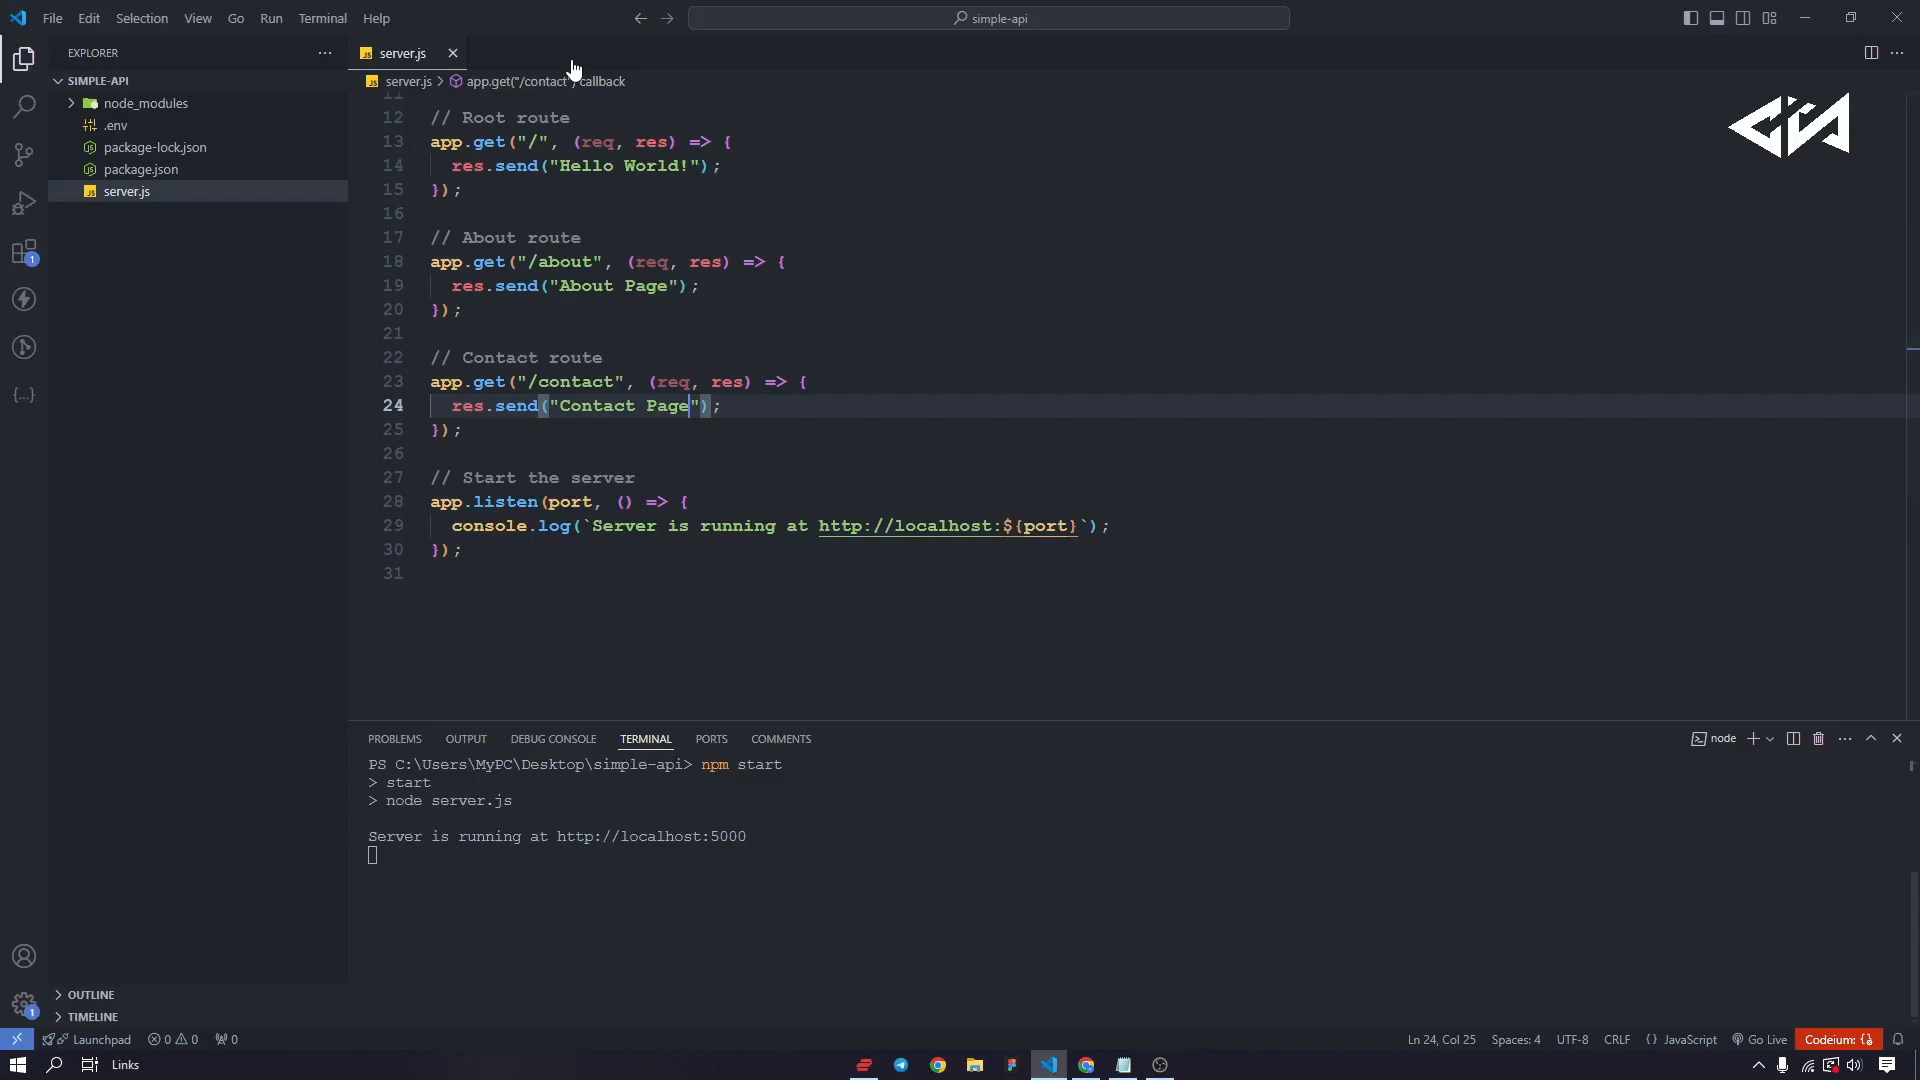 File Edit Selection View Go Run Terminal Help
simple-api
EXPLORER
SIMPLE-API
node_modules
.env
package-lock.json
package.json
server.js
server.js
server.js > app.get("/contact") callback
11
12 // Root route
13 app.get("/", (req, res) => {
14 res.send("Hello World!");
15 });
16
17 // About route
18 app.get("/about", (req, res) => {
19 res.send("About Page");
20 });
21
22 // Contact route
23 app.get("/contact", (req, res) => {
24 res.send("Contact Page");
25 });
26
27 // Start the server
28 app.listen(port, () => {
29 console.log(`Server is running at http://localhost:${port}`);
30 });
31
PROBLEMS OUTPUT DEBUG CONSOLE TERMINAL PORTS COMMENTS
node
PS C:\Users\MyPC\Desktop\simple-api> npm start
> start
> node server.js
Server is running at http://localhost:5000
1
1
OUTLINE
TIMELINE
Launchpad 0 0 0
Ln 24, Col 25 Spaces: 4 UTF-8 CRLF {} JavaScript Go Live Codeium: {}
Links